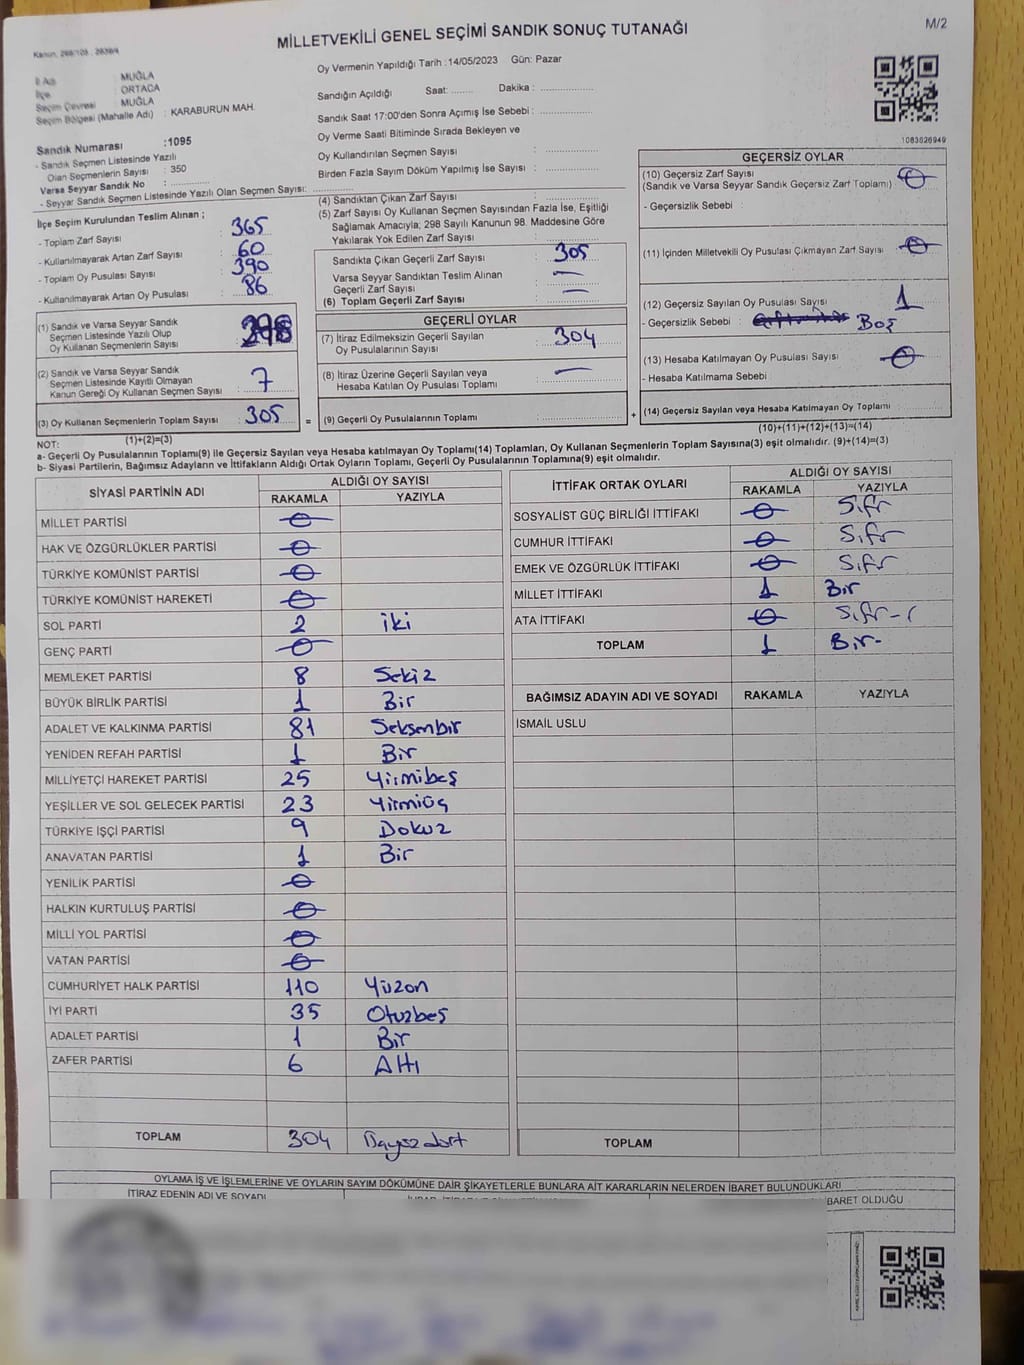 M/2
MİLLETVEKİLİ GENEL SEÇİMİ SANDIK SONUÇ TUTANAĞI
Kanun, 298/105 , 2839/4
İl Adı : MUĞLA
İlçe : ORTACA
Seçim Çevresi : MUĞLA
Seçim Bölgesi (Mahalle Adı) : KARABURUN MAH.
Sandık Numarası :1095
- Sandık Seçmen Listesinde Yazılı
Olan Seçmenlerin Sayısı : 350
Varsa Seyyar Sandık No :
- Seyyar Sandık Seçmen Listesinde Yazılı Olan Seçmen Sayısı:
Oy Vermenin Yapıldığı Tarih :14/05/2023 Gün: Pazar
Sandığın Açıldığı Saat: Dakika :
Sandık Saat 17:00'den Sonra Açımış İse Sebebi :
Oy Verme Saati Bitiminde Sırada Bekleyen ve
Oy Kullandırılan Seçmen Sayısı :
Birden Fazla Sayım Döküm Yapılmış İse Sayısı :
1083626949
İlçe Seçim Kurulundan Teslim Alınan ;
- Toplam Zarf Sayısı : 365
- Kullanılmayarak Artan Zarf Sayısı : 60
- Toplam Oy Pusulası Sayısı : 390
- Kullanılmayarak Artan Oy Pusulası : 86
(1) Sandık ve Varsa Seyyar Sandık
Seçmen Listesinde Yazılı Olup
Oy Kullanan Seçmenlerin Sayısı : 298
(2) Sandık ve Varsa Seyyar Sandık
Seçmen Listesinde Kayıtlı Olmayan
Kanun Gereği Oy Kullanan Seçmen Sayısı : 7
(3) Oy Kullanan Seçmenlerin Toplam Sayısı : 305
(1)+(2)=(3)
(4) Sandıktan Çıkan Zarf Sayısı :
(5) Zarf Sayısı Oy Kullanan Seçmen Sayısından Fazla İse, Eşitliği
Sağlamak Amacıyla; 298 Sayılı Kanunun 98. Maddesine Göre
Yakılarak Yok Edilen Zarf Sayısı :
Sandıkta Çıkan Geçerli Zarf Sayısı : 305
Varsa Seyyar Sandıktan Teslim Alınan
Geçerli Zarf Sayısı : —
(6) Toplam Geçerli Zarf Sayısı : —
GEÇERLİ OYLAR
(7) İtiraz Edilmeksizin Geçerli Sayılan
Oy Pusulalarının Sayısı : 304
(8) İtiraz Üzerine Geçerli Sayılan veya
Hesaba Katılan Oy Pusulası Toplamı : —
= (9) Geçerli Oy Pusulalarının Toplamı :
GEÇERSİZ OYLAR
(10) Geçersiz Zarf Sayısı : 0
(Sandık ve Varsa Seyyar Sandık Geçersiz Zarf Toplamı)
- Geçersizlik Sebebi :
(11) İçinden Milletvekili Oy Pusulası Çıkmayan Zarf Sayısı : 0
(12) Geçersiz Sayılan Oy Pusulası Sayısı : 1
- Geçersizlik Sebebi : Boş
(13) Hesaba Katılmayan Oy Pusulası Sayısı : 0
- Hesaba Katılmama Sebebi :
+ (14) Geçersiz Sayılan veya Hesaba Katılmayan Oy Toplamı :
(10)+(11)+(12)+(13)=(14)
NOT:
a- Geçerli Oy Pusulalarının Toplamı(9) ile Geçersiz Sayılan veya Hesaba katılmayan Oy Toplamı(14) Toplamları, Oy Kullanan Seçmenlerin Toplam Sayısına(3) eşit olmalıdır. (9)+(14)=(3)
b- Siyasi Partilerin, Bağımsız Adayların ve İttifakların Aldığı Ortak Oyların Toplamı, Geçerli Oy Pusulalarının Toplamına(9) eşit olmalıdır.
SİYASİ PARTİNİN ADI ALDIĞI OY SAYISI
RAKAMLA YAZIYLA
MİLLET PARTİSİ 0
HAK VE ÖZGÜRLÜKLER PARTİSİ 0
TÜRKİYE KOMÜNİST PARTİSİ 0
TÜRKİYE KOMÜNİST HAREKETİ 0
SOL PARTİ 2 iki
GENÇ PARTİ 0
MEMLEKET PARTİSİ 8 Sekiz
BÜYÜK BİRLİK PARTİSİ 1 Bir
ADALET VE KALKINMA PARTİSİ 81 Seksenbir
YENİDEN REFAH PARTİSİ 1 Bir
MİLLİYETÇİ HAREKET PARTİSİ 25 Yirmibeş
YEŞİLLER VE SOL GELECEK PARTİSİ 23 Yirmiüç
TÜRKİYE İŞÇİ PARTİSİ 9 Dokuz
ANAVATAN PARTİSİ 1 Bir
YENİLİK PARTİSİ 0
HALKIN KURTULUŞ PARTİSİ 0
MİLLİ YOL PARTİSİ 0
VATAN PARTİSİ 0
CUMHURİYET HALK PARTİSİ 110 Yüzon
İYİ PARTİ 35 Otuzbeş
ADALET PARTİSİ 1 Bir
ZAFER PARTİSİ 6 Altı
TOPLAM 304
İTTİFAK ORTAK OYLARI ALDIĞI OY SAYISI
RAKAMLA YAZIYLA
SOSYALİST GÜÇ BİRLİĞİ İTTİFAKI 0 Sıfır
CUMHUR İTTİFAKI 0 Sıfır
EMEK VE ÖZGÜRLÜK İTTİFAKI 0 Sıfır
MİLLET İTTİFAKI 1 Bir
ATA İTTİFAKI 0 Sıfır
TOPLAM 1 Bir-
BAĞIMSIZ ADAYIN ADI VE SOYADI RAKAMLA YAZIYLA
İSMAİL USLU
TOPLAM
OYLAMA İŞ VE İŞLEMLERİNE VE OYLARIN SAYIM DÖKÜMÜNE DAİR ŞİKAYETLERLE BUNLARA AİT KARARLARIN NELERDEN İBARET BULUNDUKLARI
İTİRAZ EDENİN ADI VE SOYADI
BARET OLDUĞU